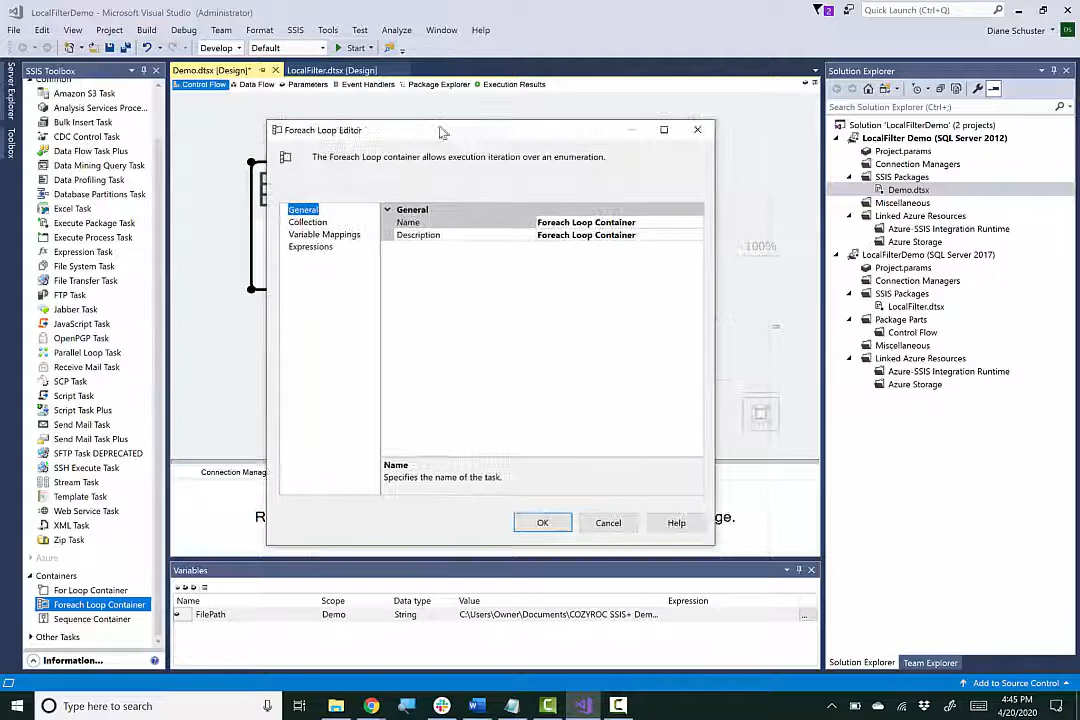 LocalFilterDemo - Microsoft Visual Studio (Administrator)
2
Quick Launch (Ctrl+Q)
File Edit View Project Build Debug Team Format SSIS Tools Test Analyze Window Help
Diane Schuster
DS
Develop Default Start
Server Explorer
Toolbox
SSIS Toolbox
Common
Amazon S3 Task
Analysis Services Proce...
Bulk Insert Task
CDC Control Task
Data Flow Task Plus
Data Mining Query Task
Data Profiling Task
Database Partitions Task
Excel Task
Execute Package Task
Execute Process Task
Expression Task
File System Task
File Transfer Task
FTP Task
Jabber Task
JavaScript Task
OpenPGP Task
Parallel Loop Task
Receive Mail Task
SCP Task
Script Task
Script Task Plus
Send Mail Task
Send Mail Task Plus
SFTP Task DEPRECATED
SSH Execute Task
Stream Task
Template Task
Web Service Task
XML Task
Zip Task
Azure
Containers
For Loop Container
Foreach Loop Container
Sequence Container
Other Tasks
Information...
Demo.dtsx [Design]*
LocalFilter.dtsx [Design]
Control Flow Data Flow Parameters Event Handlers Package Explorer Execution Results
Foreach Loop Editor
The Foreach Loop container allows execution iteration over an enumeration.
General
Collection
Variable Mappings
Expressions
General
Name Foreach Loop Container
Description Foreach Loop Container
Name
Specifies the name of the task.
OK Cancel Help
100%
Connection Manag
R
ge.
Variables
Name Scope Data type Value Expression
FilePath Demo String C:\Users\Owner\Documents\COZYROC SSIS+ Dem... ...
Solution Explorer
Search Solution Explorer (Ctrl+;)
Solution 'LocalFilterDemo' (2 projects)
LocalFilter Demo (SQL Server 2012)
Project.params
Connection Managers
SSIS Packages
Demo.dtsx
Miscellaneous
Linked Azure Resources
Azure-SSIS Integration Runtime
Azure Storage
LocalFilterDemo (SQL Server 2017)
Project.params
Connection Managers
SSIS Packages
LocalFilter.dtsx
Package Parts
Control Flow
Miscellaneous
Linked Azure Resources
Azure-SSIS Integration Runtime
Azure Storage
Solution Explorer Team Explorer
Add to Source Control
Type here to search
4:45 PM
4/20/2020